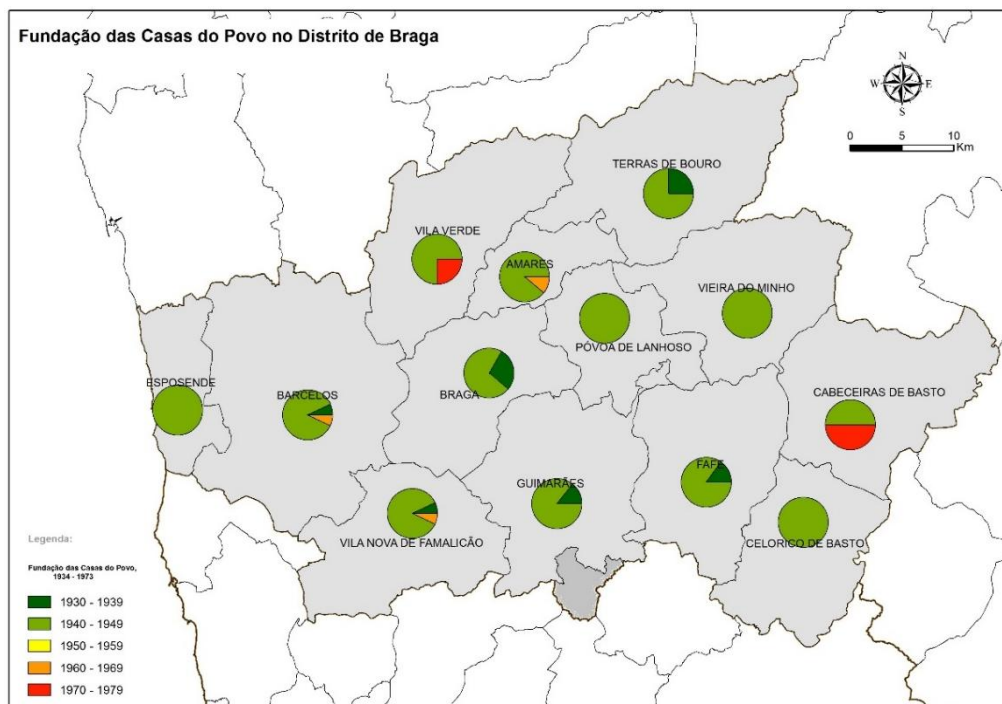 Fundação das Casas do Povo no Distrito de Braga
N
W E
S
0 5 10
Km
TERRAS DE BOURO
VILA VERDE
AMARES
VIEIRA DO MINHO
PÓVOA DE LANHOSO
ESPOSENDE
BARCELOS
BRAGA
CABECEIRAS DE BASTO
FAFE
GUIMARÃES
VILA NOVA DE FAMALICÃO
CELORICO DE BASTO
Legenda:
Fundação das Casas do Povo,
1934 - 1973
1930 - 1939
1940 - 1949
1950 - 1959
1960 - 1969
1970 - 1979